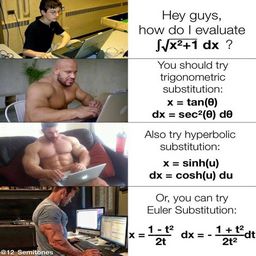 Hey guys,
how do I evaluate
∫√x²+1 dx ?
You should try
trigonometric
substitution:
x = tan(θ)
dx = sec²(θ) dθ
Also try hyperbolic
substitution:
x = sinh(u)
dx = cosh(u) du
Or, you can try
Euler Substitution:
x = 1 - t² / 2t dx = - 1 + t² / 2t² dt
@12_Semitones